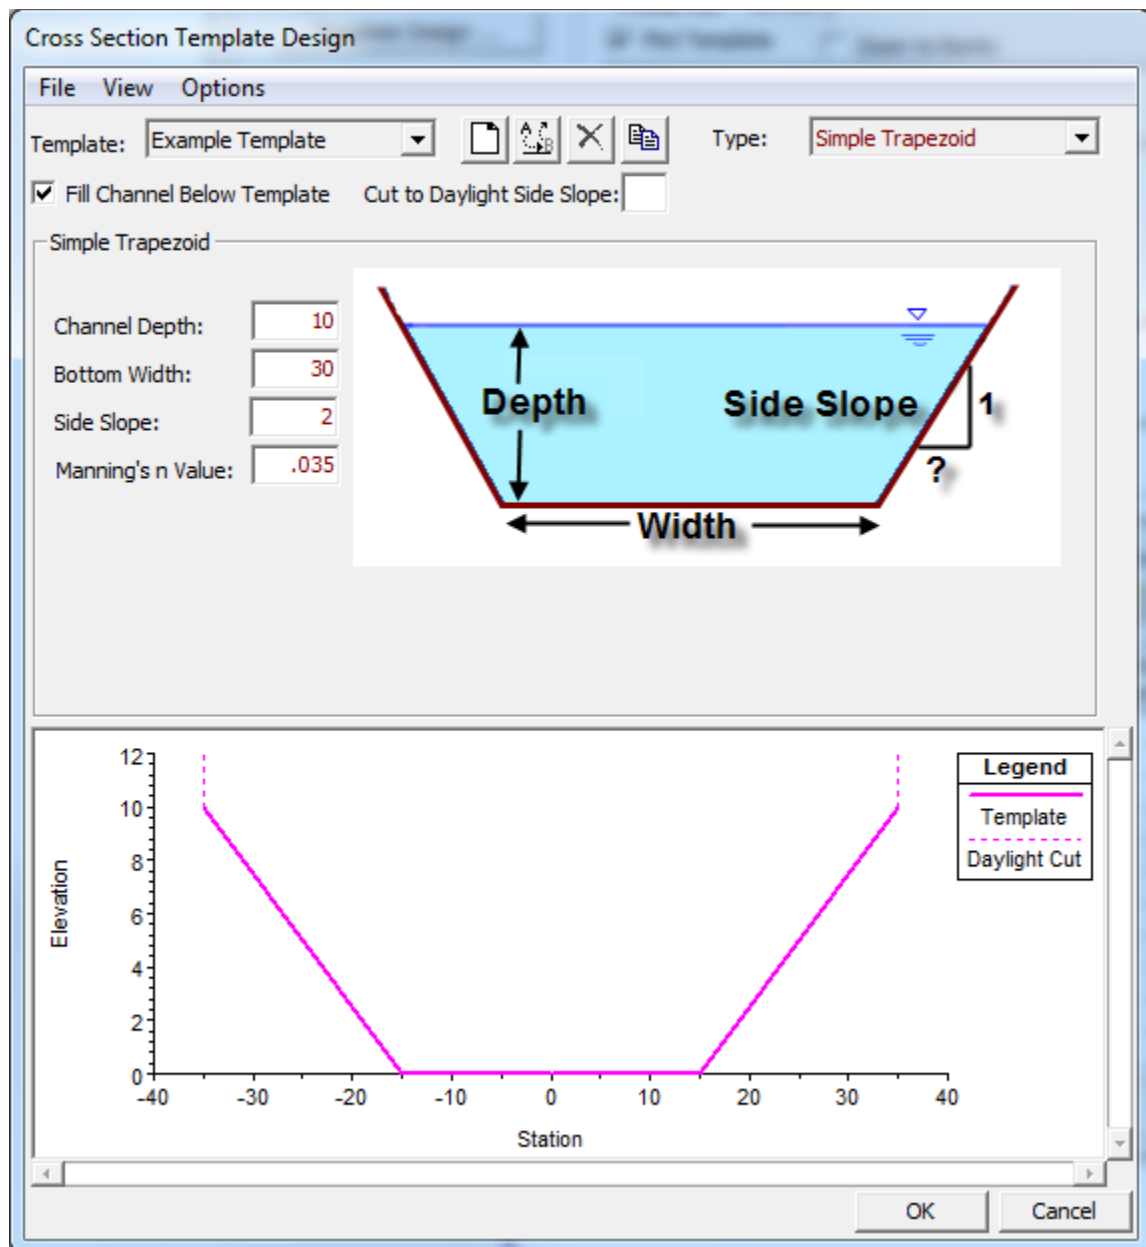 Cross Section Template Design
File View Options
Template: Example Template Type: Simple Trapezoid
Fill Channel Below Template Cut to Daylight Side Slope:
Simple Trapezoid
Channel Depth: 10
Bottom Width: 30
Side Slope: 2
Manning's n Value: .035
Depth Side Slope 1
?
Width
12
10
8
6
4
2
0
Elevation
-40 -30 -20 -10 0 10 20 30 40
Station
Legend
Template
Daylight Cut
OK Cancel